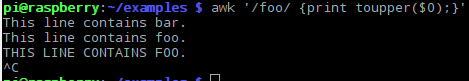 pi@raspberry:~/examples $ awk '/foo/ {print toupper($0);}'
This line contains bar.
This line contains foo.
THIS LINE CONTAINS FOO.
^C
pi@raspberry:~/examples $